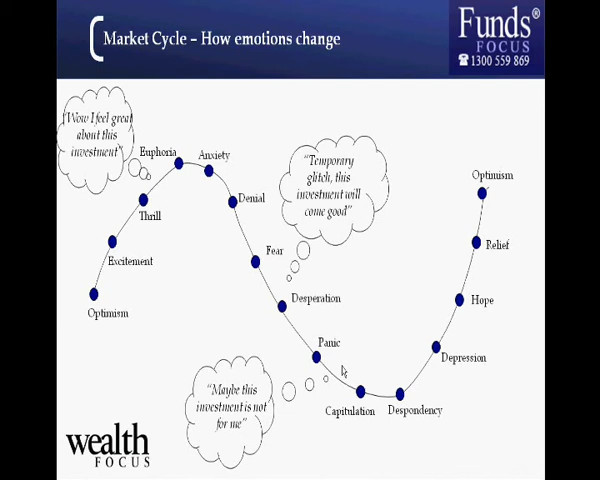 Market Cycle – How emotions change
Funds®
FOCUS
☎1300 559 869
"Wow I feel great
about this
investment"
Euphoria
Anxiety
"Temporary
glitch, this
investment will
come good"
Optimism
Denial
Thrill
Relief
Fear
Excitement
Desperation
Hope
Optimism
Panic
Depression
"Maybe this
investment is not
for me"
Capitulation
Despondency
wealth
FOCUS